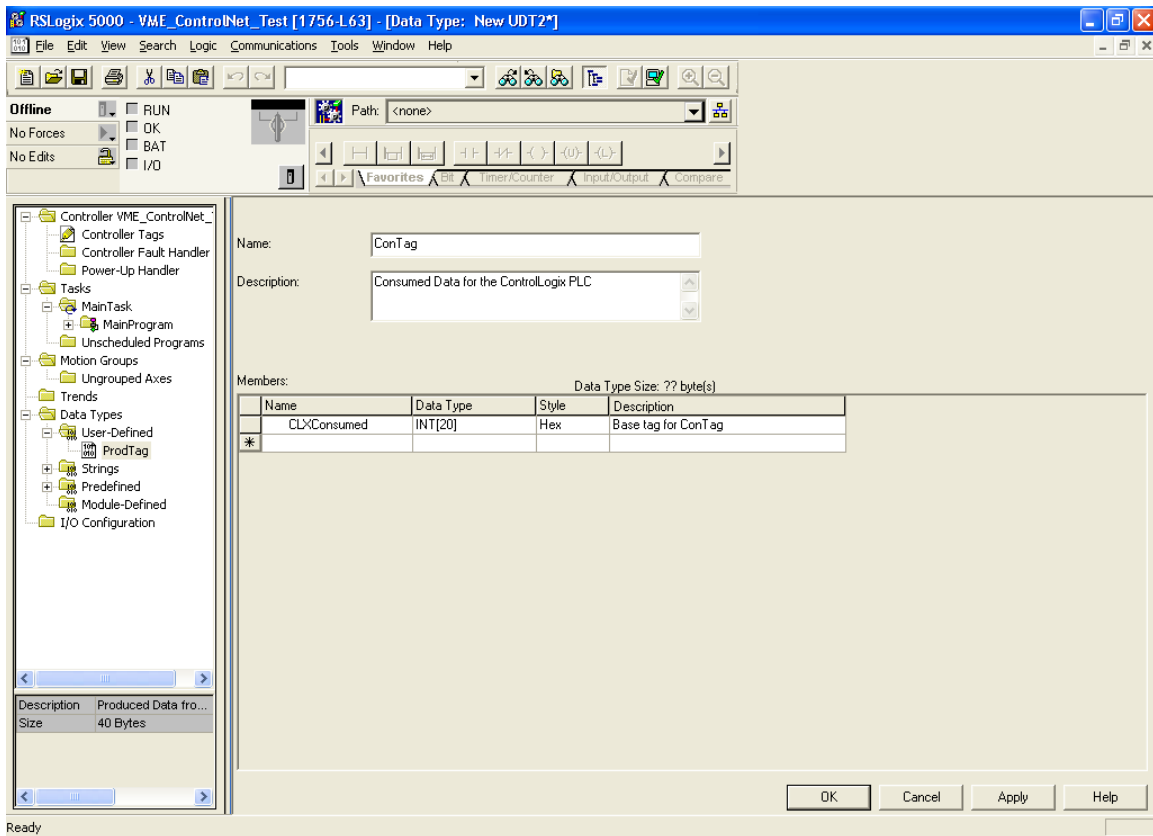 RSLogix 5000 - VME_ControlNet_Test [1756-L63] - [Data Type: New UDT2*]
File Edit View Search Logic Communications Tools Window Help
Offline
RUN
No Forces
OK
No Edits
BAT
I/O
Path: <none>
Favorites Bit Timer/Counter Input/Output Compare
Controller VME_ControlNet_
Controller Tags
Controller Fault Handler
Power-Up Handler
Tasks
MainTask
MainProgram
Unscheduled Programs
Motion Groups
Ungrouped Axes
Trends
Data Types
User-Defined
ProdTag
Strings
Predefined
Module-Defined
I/O Configuration
Description Produced Data fro...
Size 40 Bytes
Name: ConTag
Description: Consumed Data for the ControlLogix PLC
Members: Data Type Size: ?? byte(s)
Name Data Type Style Description
CLXConsumed INT[20] Hex Base tag for ConTag
OK Cancel Apply Help
Ready